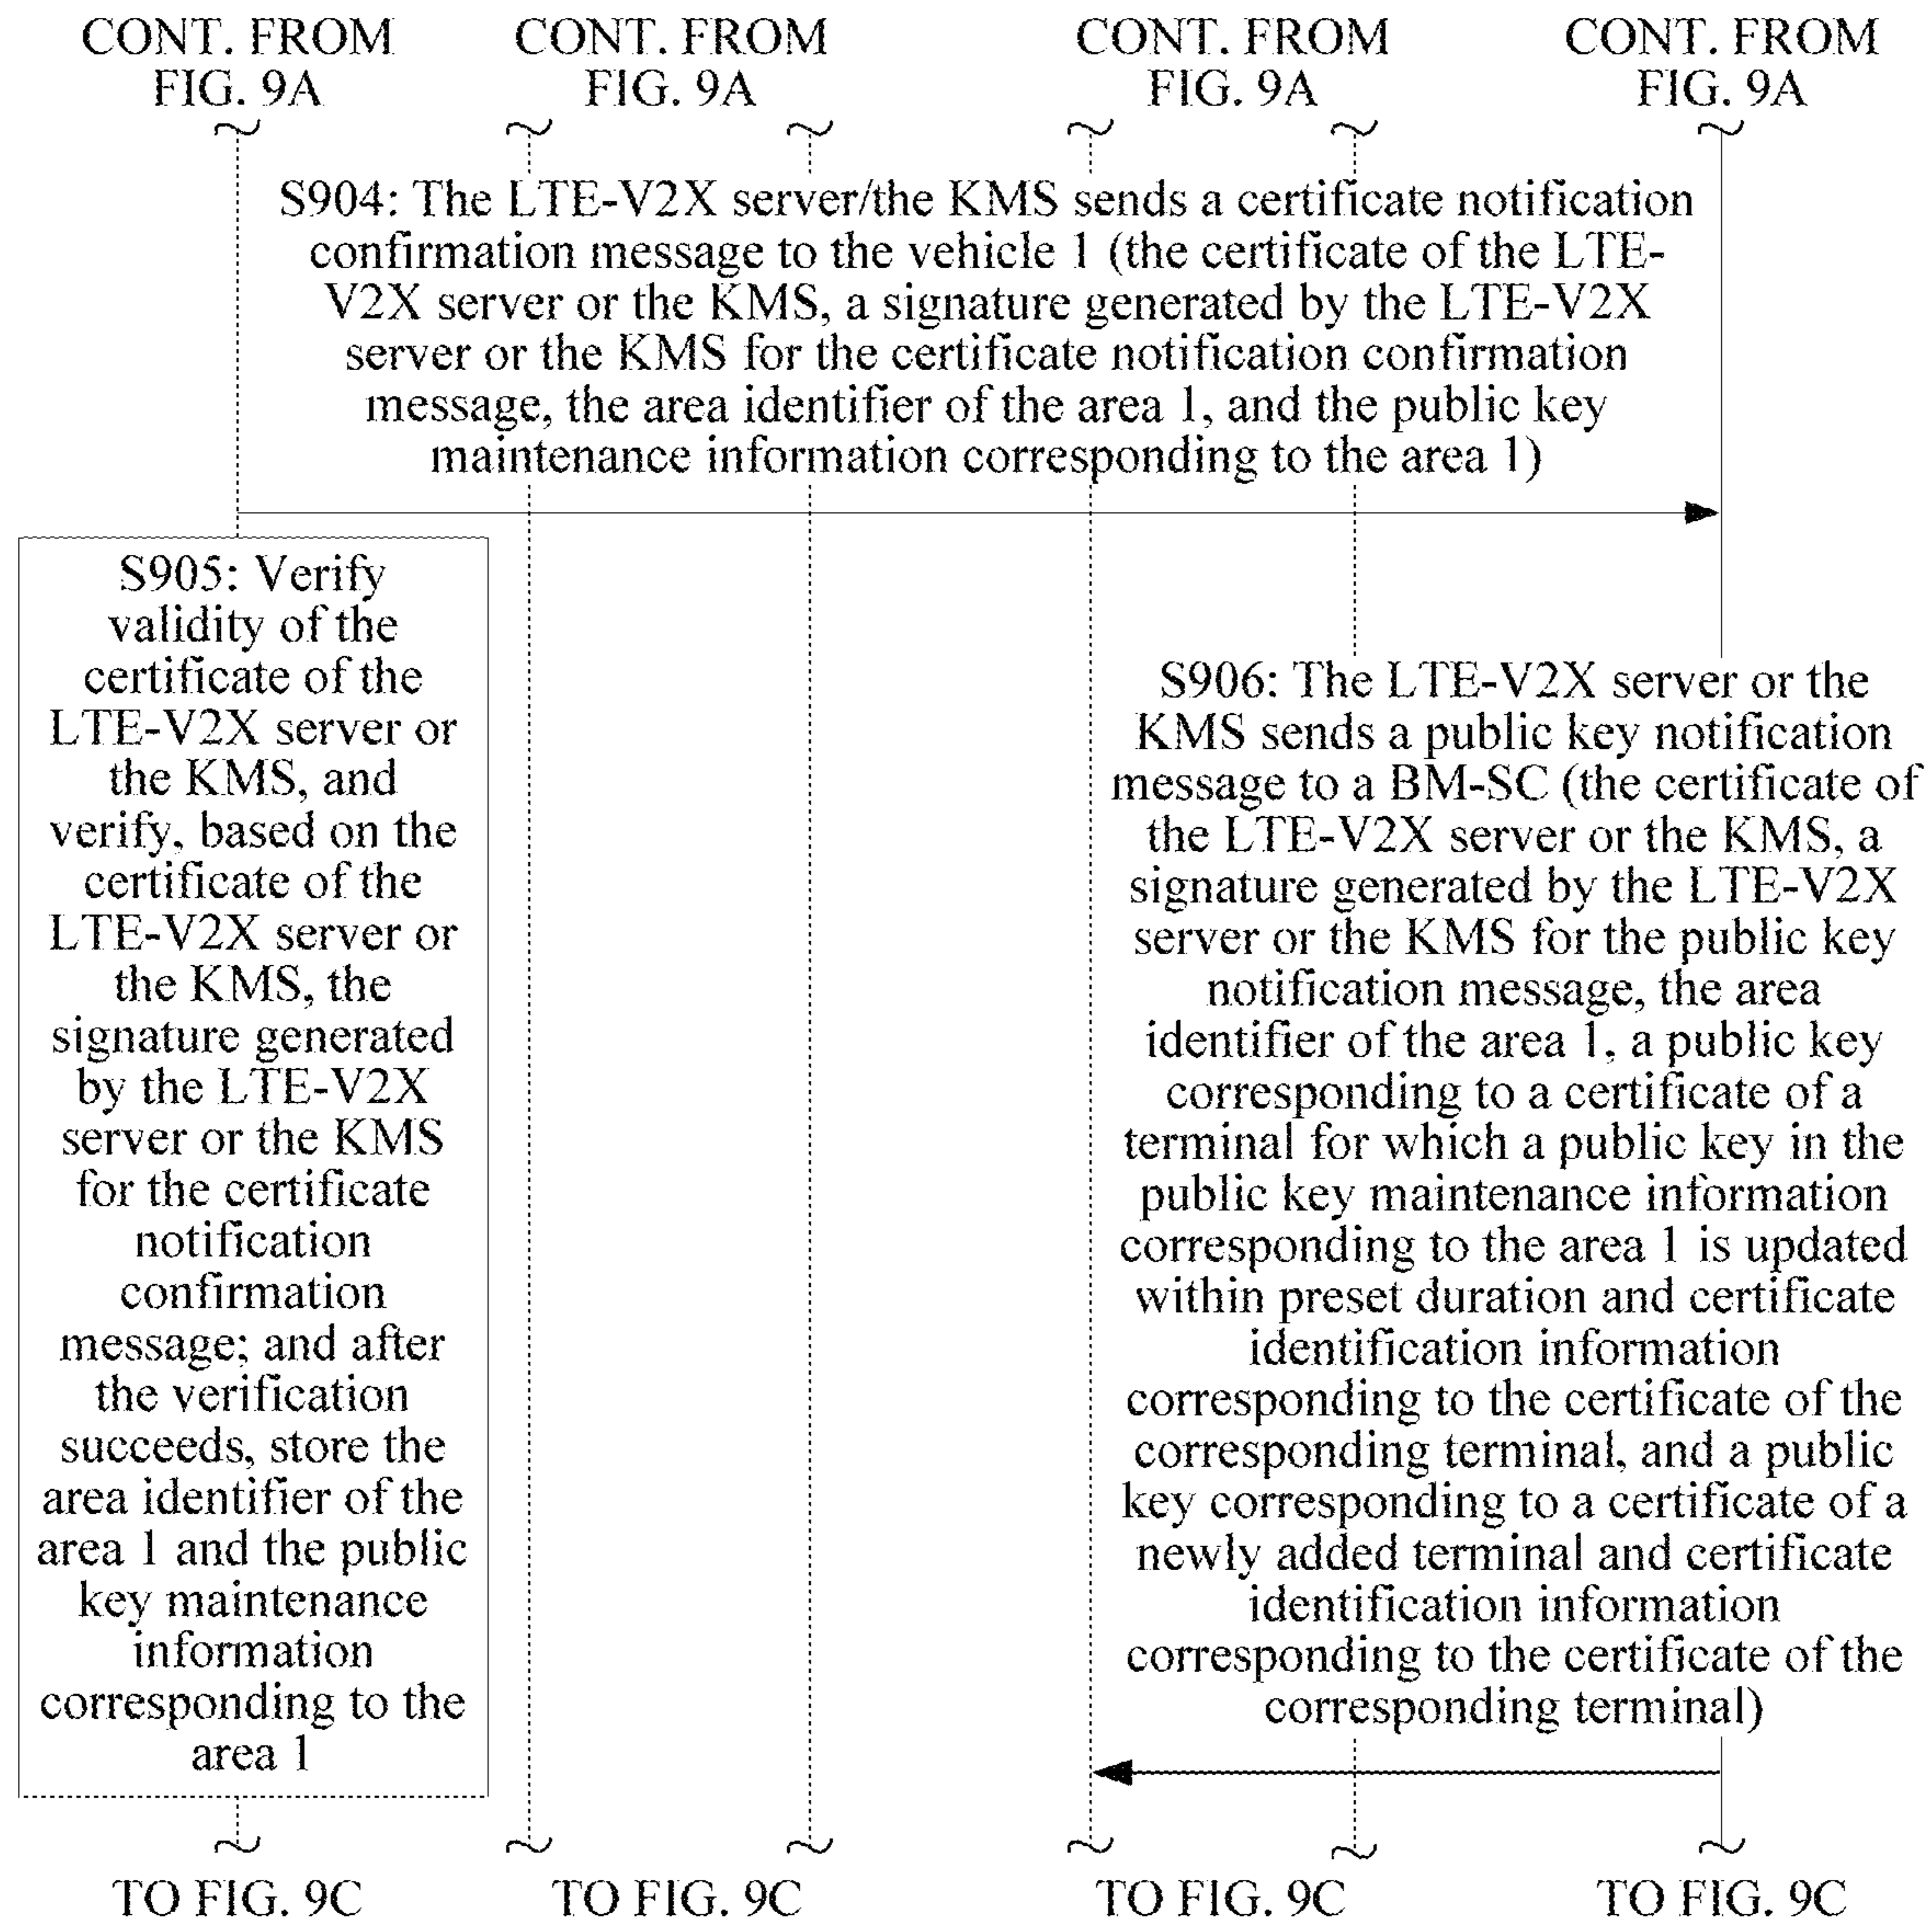 CONT. FROM
FIG. 9A
CONT. FROM
FIG. 9A
CONT. FROM
FIG. 9A
CONT. FROM
FIG. 9A
S904: The LTE-V2X server/the KMS sends a certificate notification
confirmation message to the vehicle 1 (the certificate of the LTE-
V2X server or the KMS, a signature generated by the LTE-V2X
server or the KMS for the certificate notification confirmation
message, the area identifier of the area 1, and the public key
maintenance information corresponding to the area 1)
S905: Verify
validity of the
certificate of the
LTE-V2X server or
the KMS, and
verify, based on the
certificate of the
LTE-V2X server or
the KMS, the
signature generated
by the LTE-V2X
server or the KMS
for the certificate
notification
confirmation
message; and after
the verification
succeeds, store the
area identifier of the
area 1 and the public
key maintenance
information
corresponding to the
area 1
S906: The LTE-V2X server or the
KMS sends a public key notification
message to a BM-SC (the certificate of
the LTE-V2X server or the KMS, a
signature generated by the LTE-V2X
server or the KMS for the public key
notification message, the area
identifier of the area 1, a public key
corresponding to a certificate of a
terminal for which a public key in the
public key maintenance information
corresponding to the area 1 is updated
within preset duration and certificate
identification information
corresponding to the certificate of the
corresponding terminal, and a public
key corresponding to a certificate of a
newly added terminal and certificate
identification information
corresponding to the certificate of the
corresponding terminal)
TO FIG. 9C
TO FIG. 9C
TO FIG. 9C
TO FIG. 9C